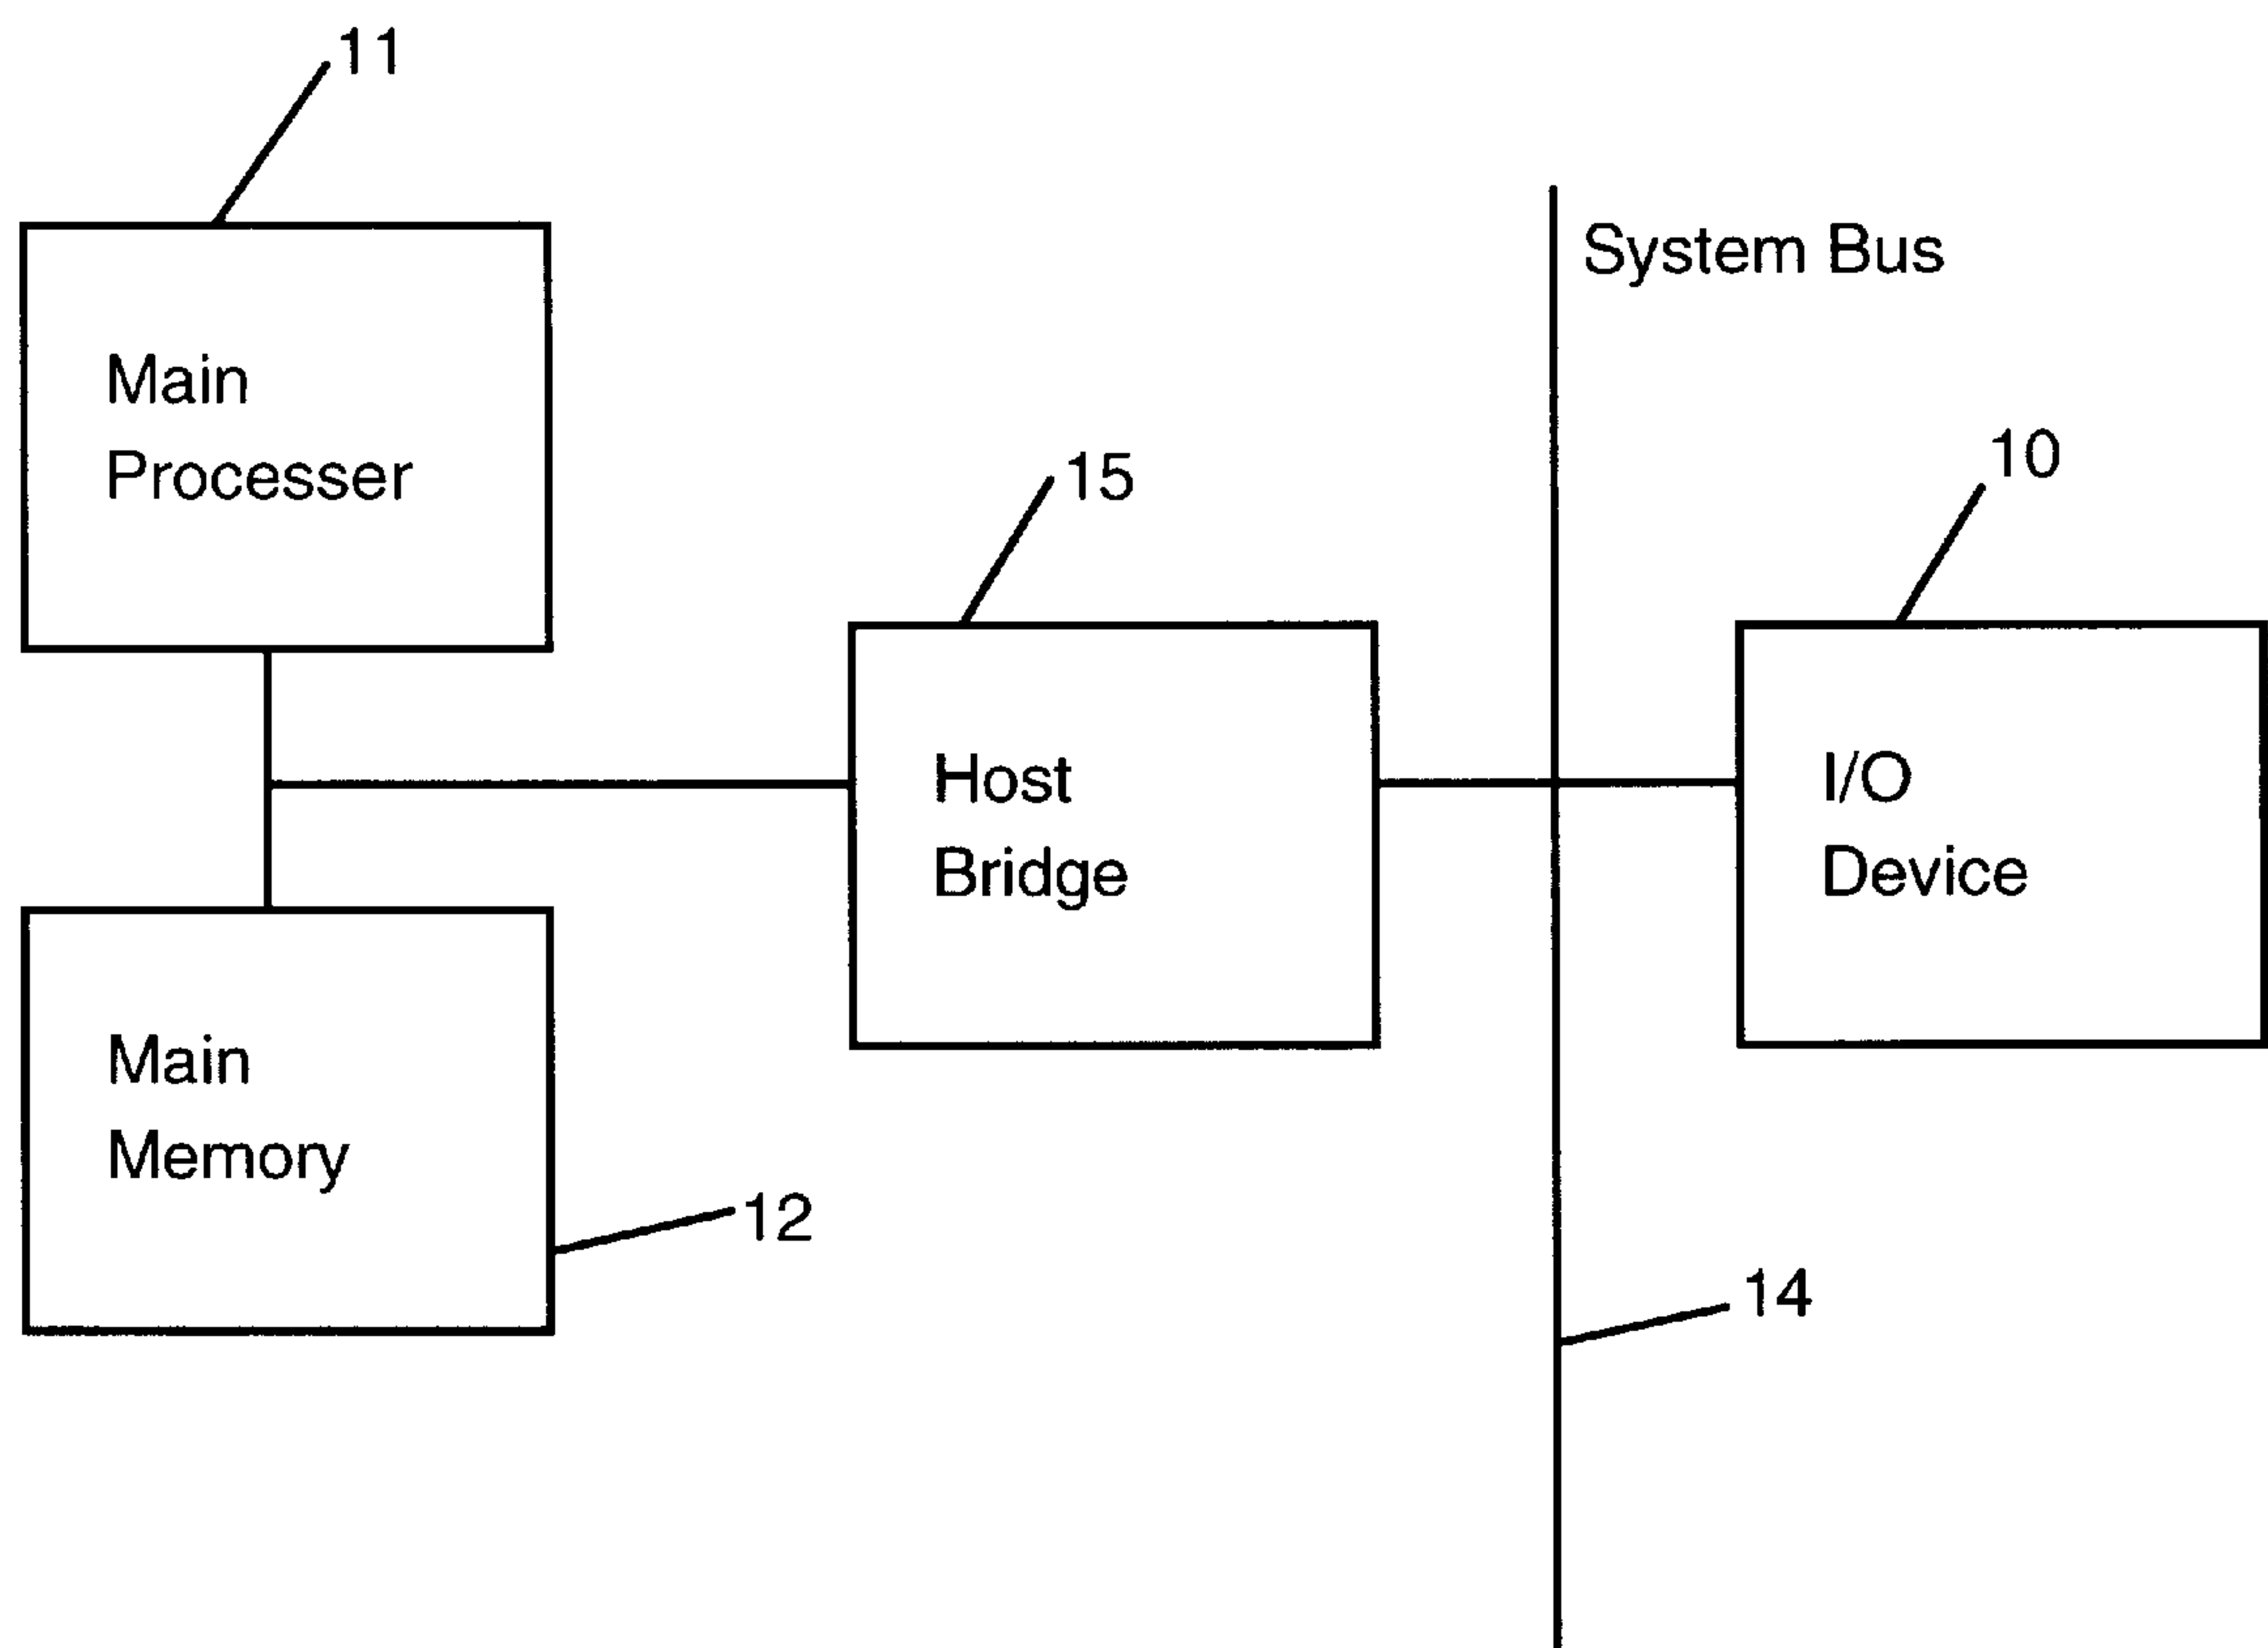 11
System Bus
Main
Processer
15
10
Host
Bridge
I/O
Device
Main
Memory
12
14